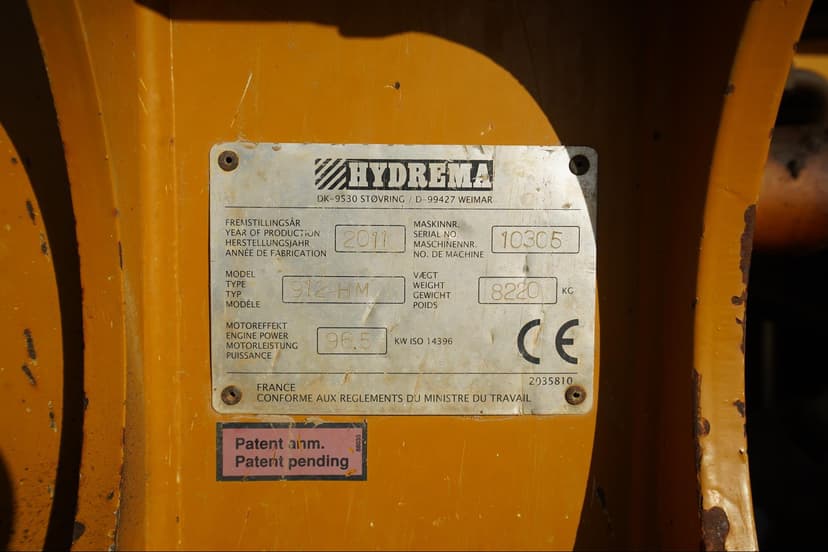 HYDREMA
DK-9530 STØVRING / D-99427 WEIMAR
FREMSTILLINGSÅR
YEAR OF PRODUCTION
HERSTELLUNGSJAHR
ANNÉE DE FABRICATION
2011
MASKINNR.
SERIAL NO.
MASCHINENNR.
NO. DE MACHINE
10305
MODEL
TYPE
TYP
MODÈLE
912-HM
VÆGT
WEIGHT
GEWICHT
POIDS
8220 KG
MOTOREFFEKT
ENGINE POWER
MOTORLEISTUNG
PUISSANCE
96.5 KW ISO 14396
CE
2035810
FRANCE
CONFORME AUX REGLEMENTS DU MINISTRE DU TRAVAIL
Patent anm.
Patent pending